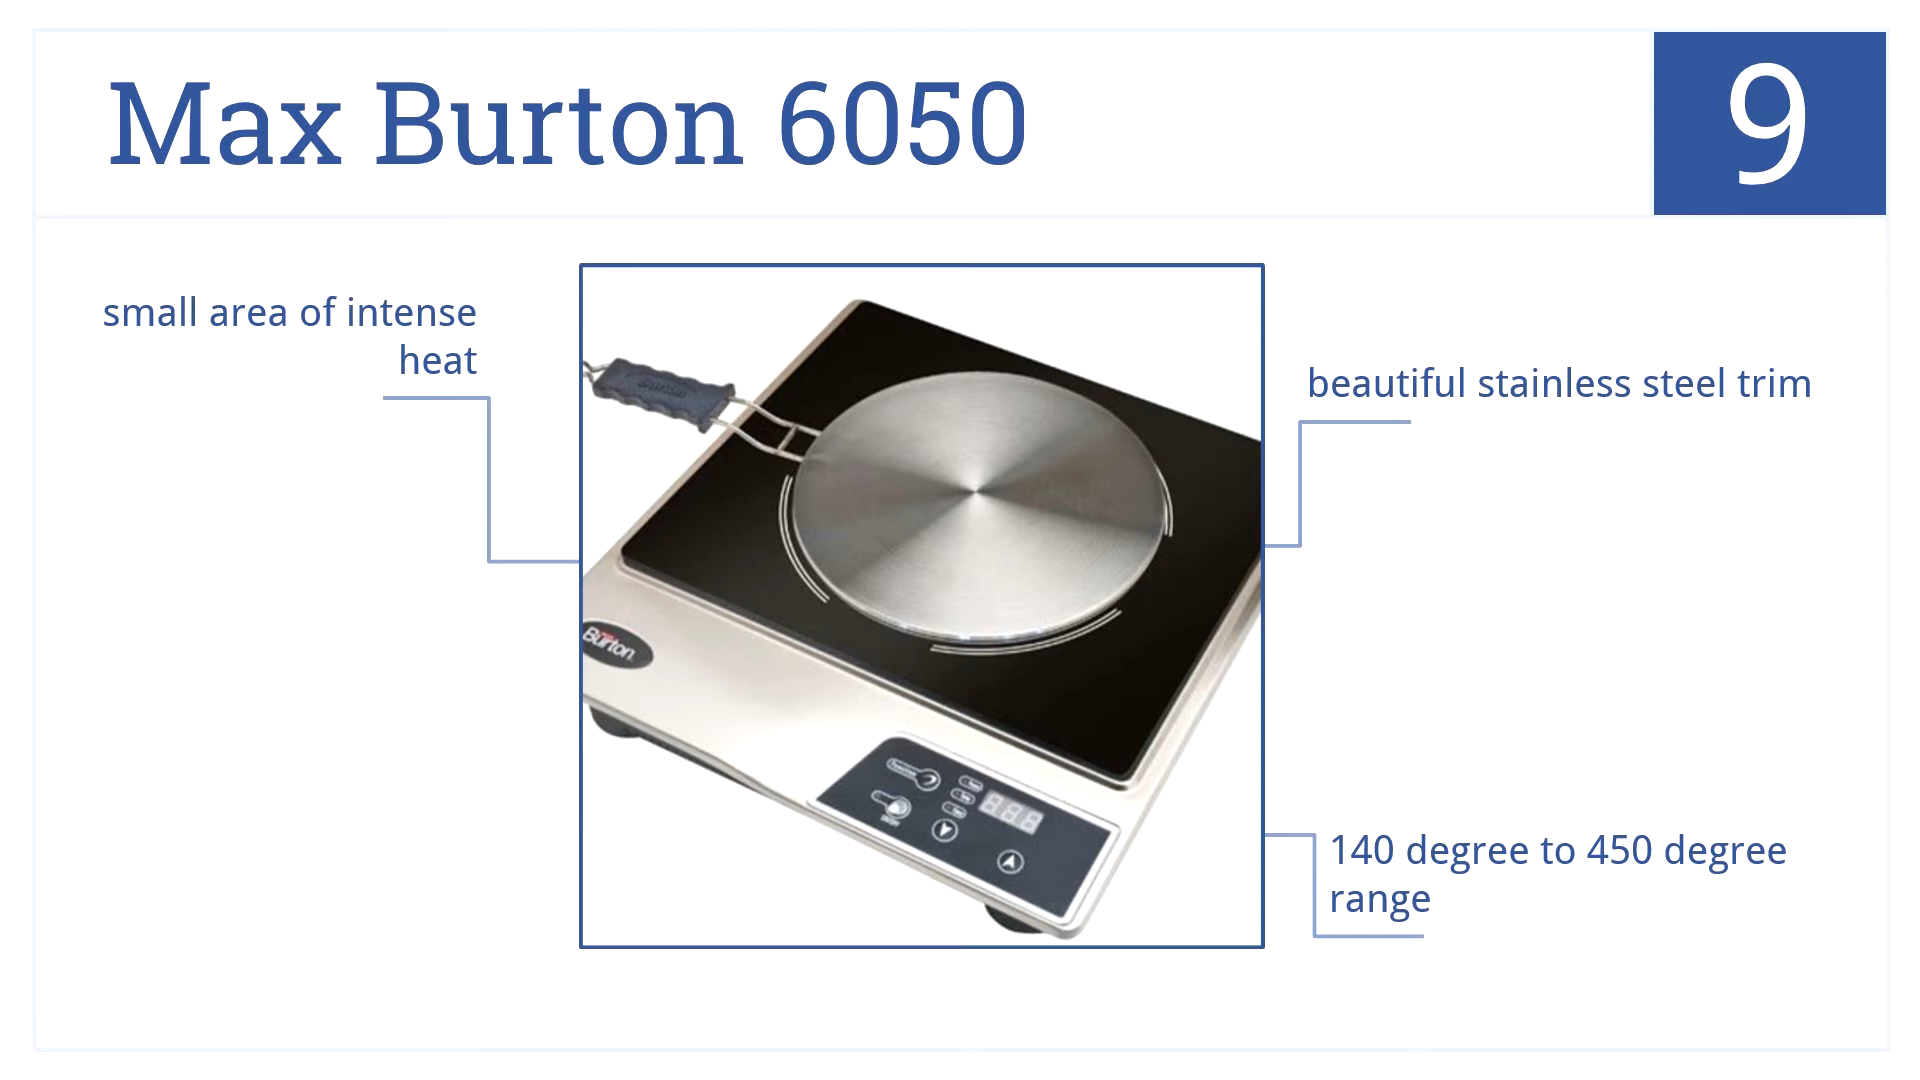 Max Burton 6050
9
small area of intense
heat
beautiful stainless steel trim
140 degree to 450 degree
range
Burton